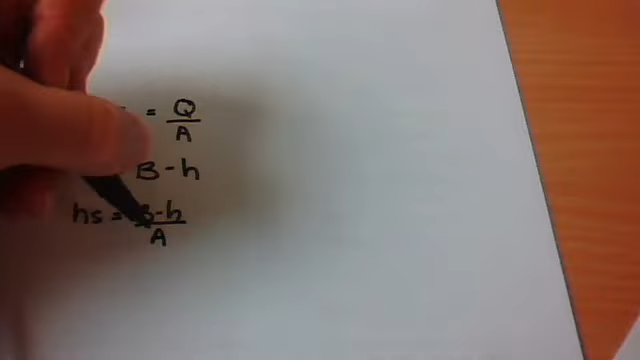 = Q/A
B-h
hs = B-h/A